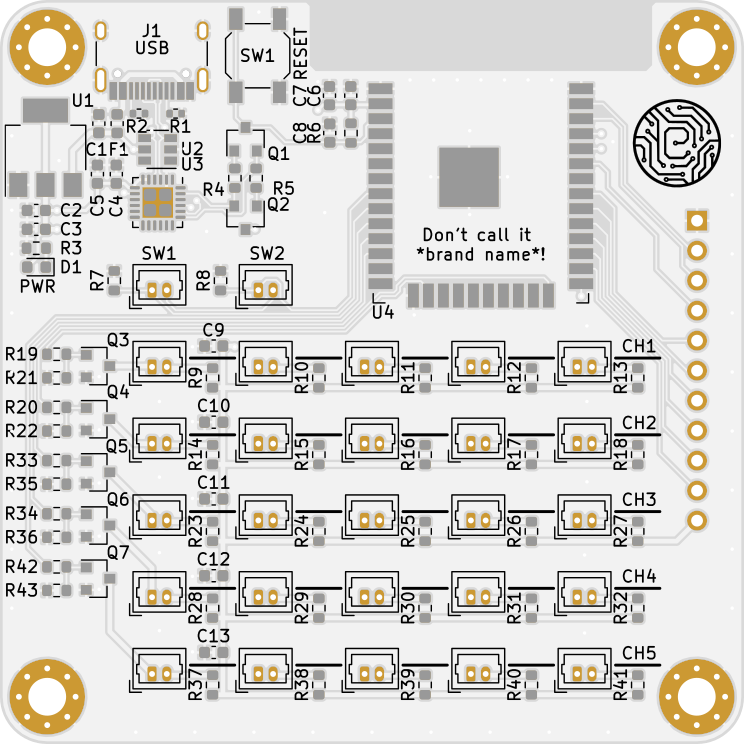 J1
USB
SW1
RESET
C7
C6
C8
R6
U1
R2
R1
C1
F1
U2
U3
Q1
R4
R5
Q2
C5
C4
C2
C3
R3
D1
PWR
Don't call it
*brand name*!
U4
SW1
SW2
R7
R8
Q3
C9
CH1
R19
R21
R9
R10
R11
R12
R13
Q4
R20
R22
C10
CH2
Q5
R14
R15
R16
R17
R18
R33
R35
Q6
C11
CH3
R34
R36
R23
R24
R25
R26
R27
Q7
C12
CH4
R42
R43
R28
R29
R30
R31
R32
C13
CH5
R37
R38
R39
R40
R41